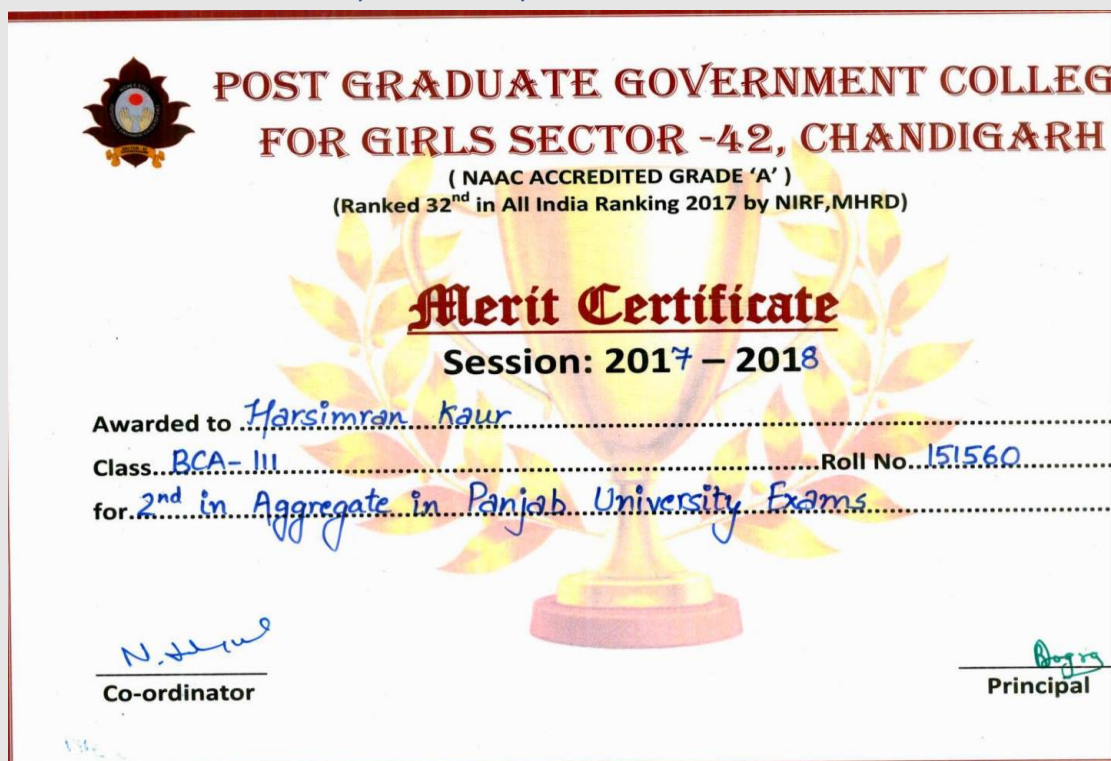 POST GRADUATE GOVERNMENT COLLEG
FOR GIRLS SECTOR -42, CHANDIGARH
( NAAC ACCREDITED GRADE ‘A’ )
(Ranked 32nd in All India Ranking 2017 by NIRF,MHRD)
Merit Certificate
Session: 2017 – 2018
Awarded to Harsimran Kaur
Class BCA-III Roll No 151560
for 2nd in Aggregate in Panjab University Exams
Co-ordinator Principal